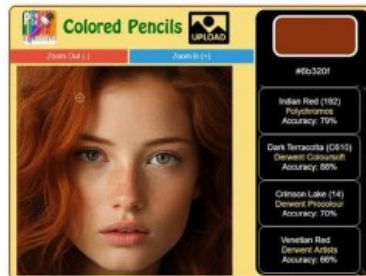 Colored Pencils
UPLOAD
Zoom Out (-)
Zoom In (+)
#6b320f
Indian Red (192)
Polychromos
Accuracy: 79%
Dark Terracotta (C610)
Derwent Coloursoft
Accuracy: 88%
Crimson Lake (14)
Derwent Procolour
Accuracy: 70%
Venetian Red
Derwent Artists
Accuracy: 66%